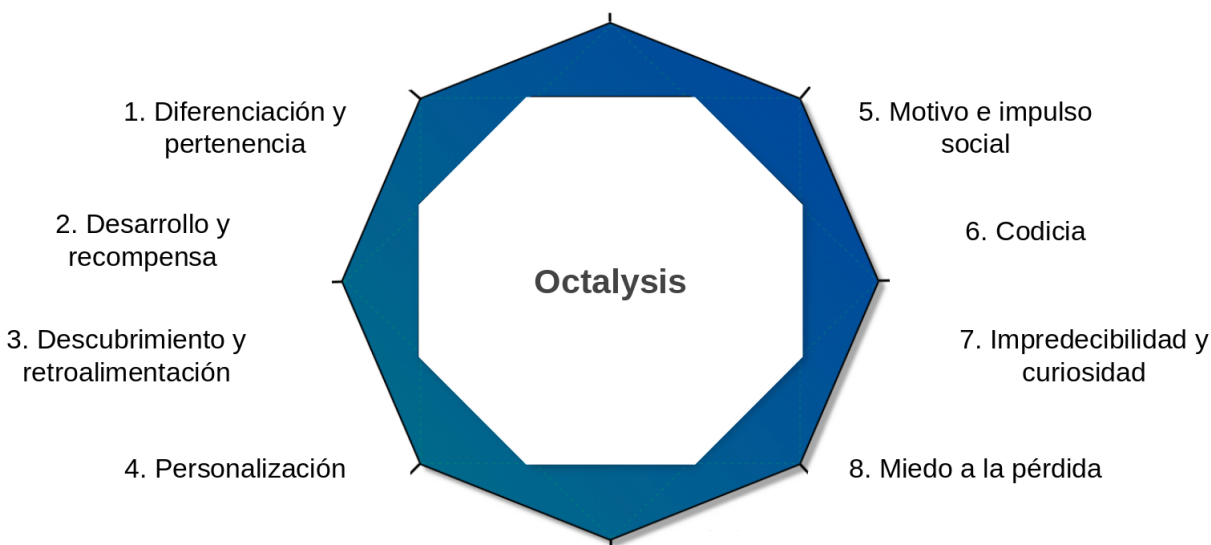 1. Diferenciación y
pertenencia
2. Desarrollo y
recompensa
3. Descubrimiento y
retroalimentación
4. Personalización
Octalysis
5. Motivo e impulso
social
6. Codicia
7. Impredecibilidad y
curiosidad
8. Miedo a la pérdida